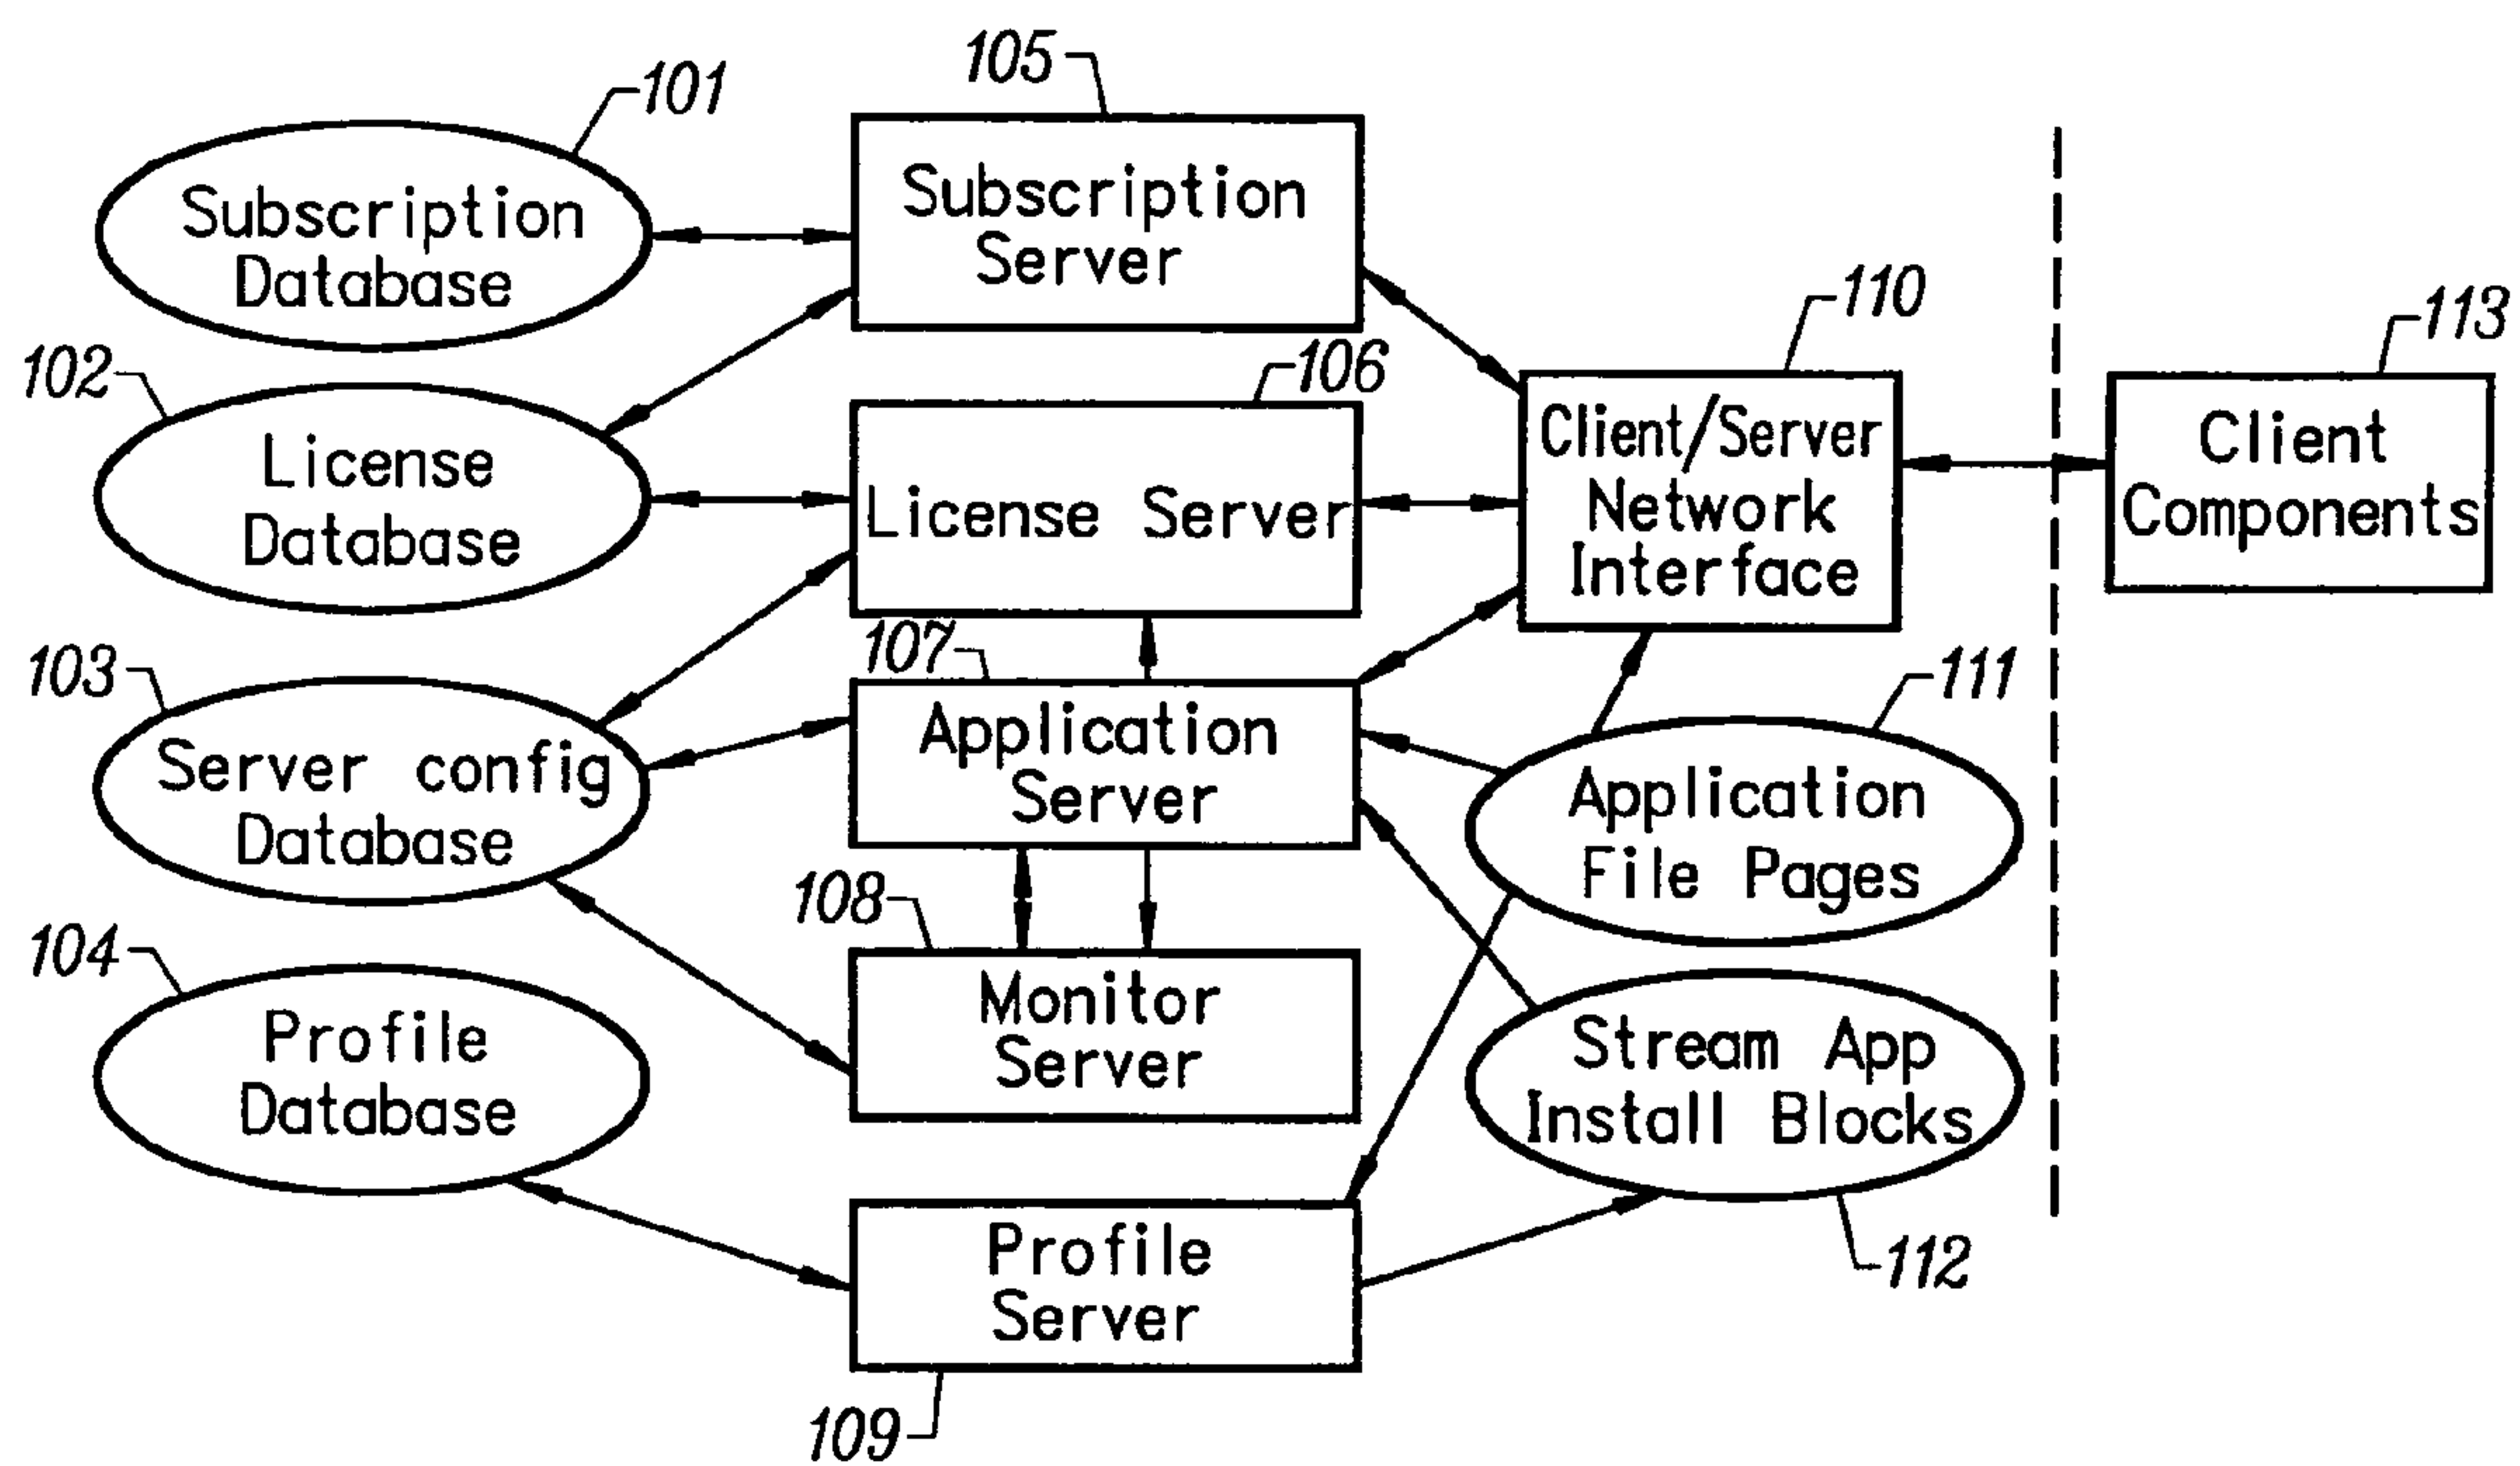 105
101
Subscription
Database
Subscription
Server
110
113
102
106
License
Database
License Server
Client/Server
Network
Interface
Client
Components
103
107
111
Server config
Database
Application
Server
Application
File Pages
104
108
Profile
Database
Monitor
Server
Stream App
Install Blocks
Profile
Server
112
109